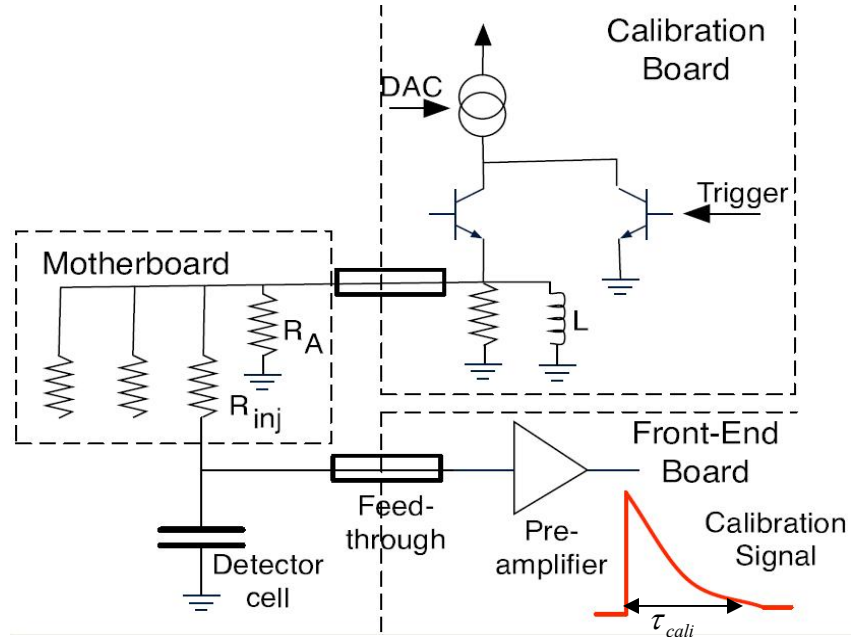 Calibration
Board
DAC
Trigger
Motherboard
R_A
L
R_inj
Front-End
Board
Feed-
through
Pre-
amplifier
Calibration
Signal
Detector
cell
τ_cali